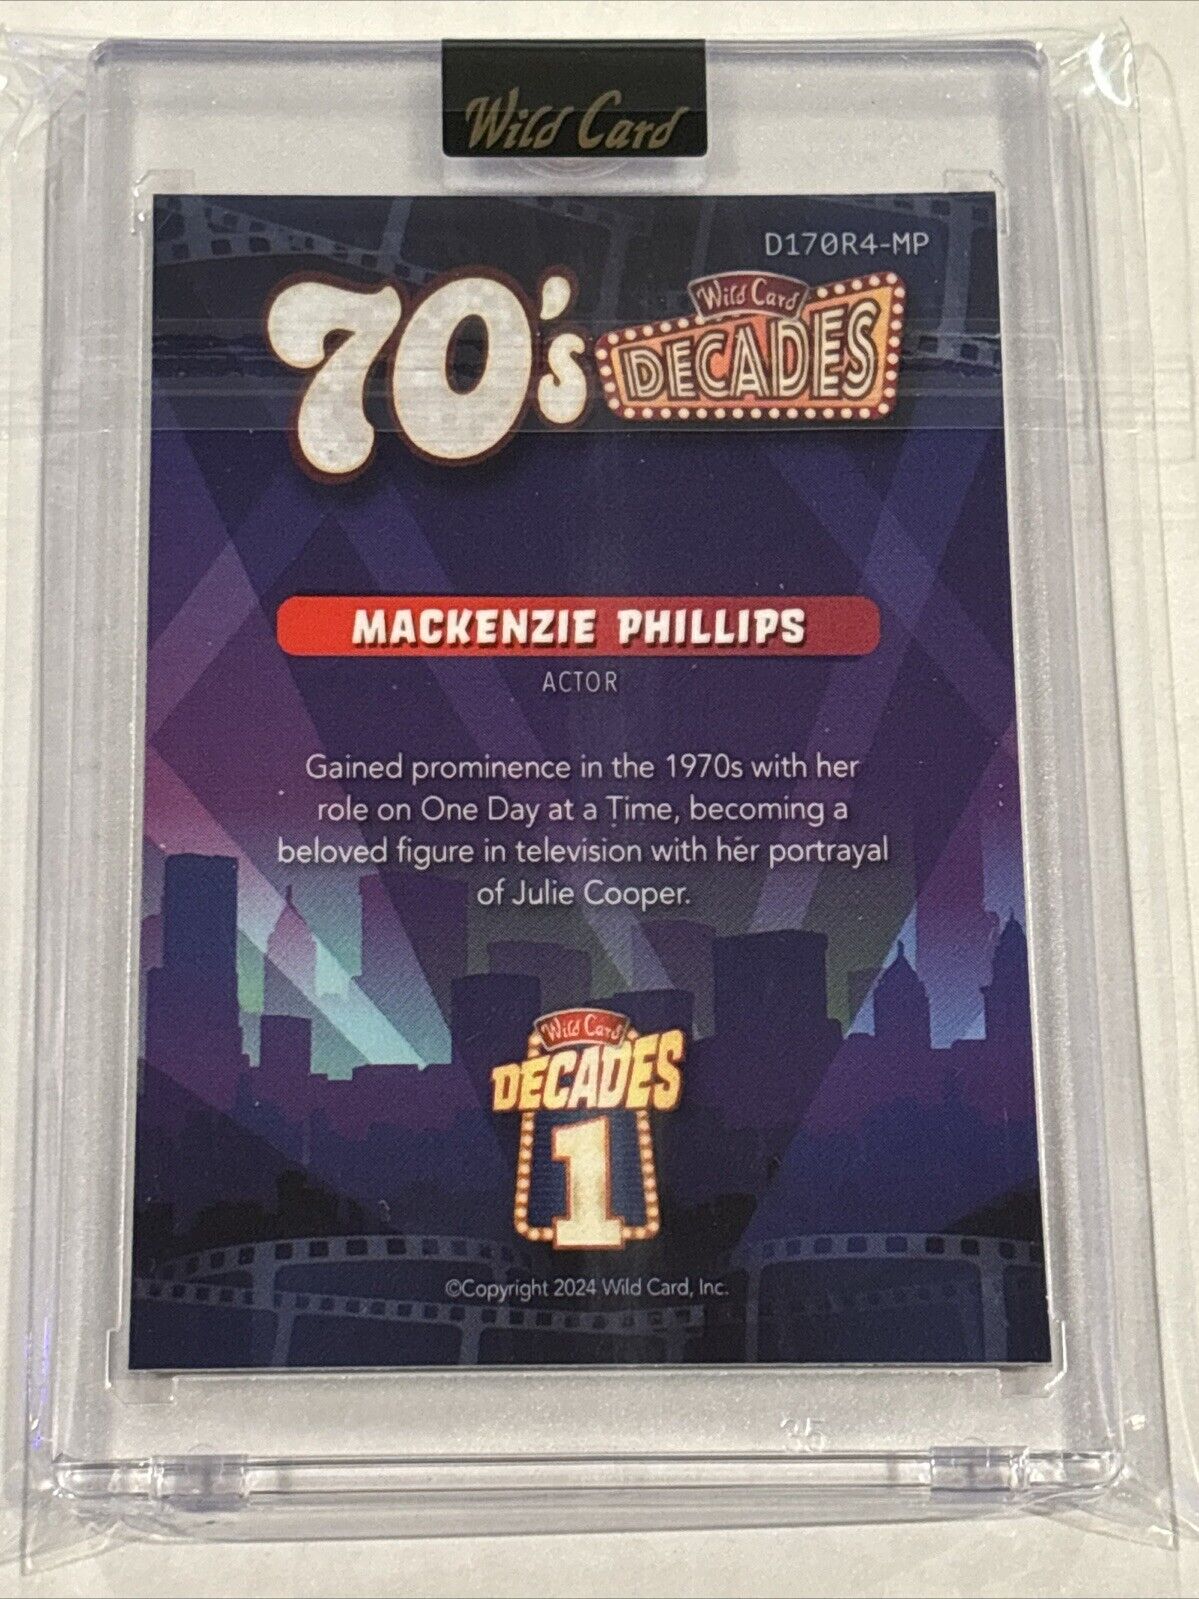 Wild Card
D170R4-MP
70's
Wild Card
DECADES
MACKENZIE PHILLIPS
ACTOR
Gained prominence in the 1970s with her
role on One Day at a Time, becoming a
beloved figure in television with her portrayal
of Julie Cooper.
Wild Card
DECADES
1
©Copyright 2024 Wild Card, Inc.
35